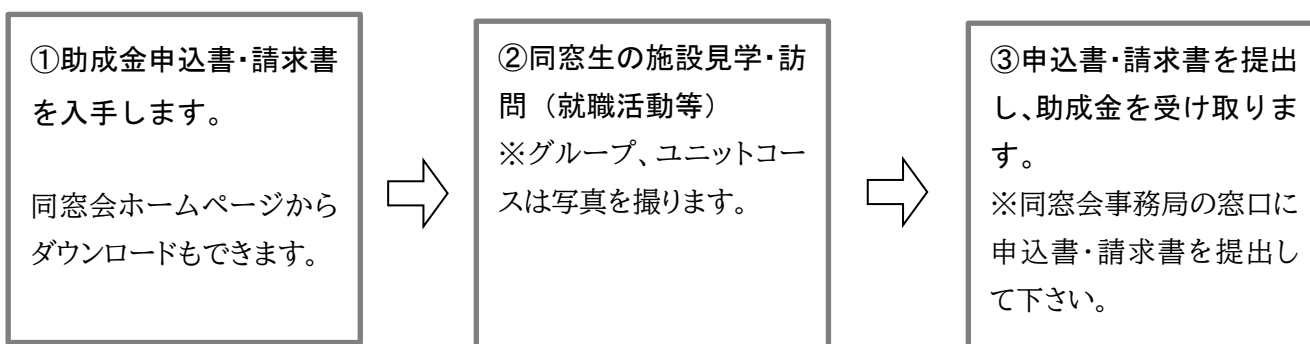 ①助成金申込書・請求書
を入手します。
同窓会ホームページから
ダウンロードもできます。
②同窓生の施設見学・訪
問（就職活動等）
※グループ、ユニットコー
スは写真を撮ります。
③申込書・請求書を提出
し、助成金を受け取りま
す。
※同窓会事務局の窓口に
申込書・請求書を提出し
て下さい。